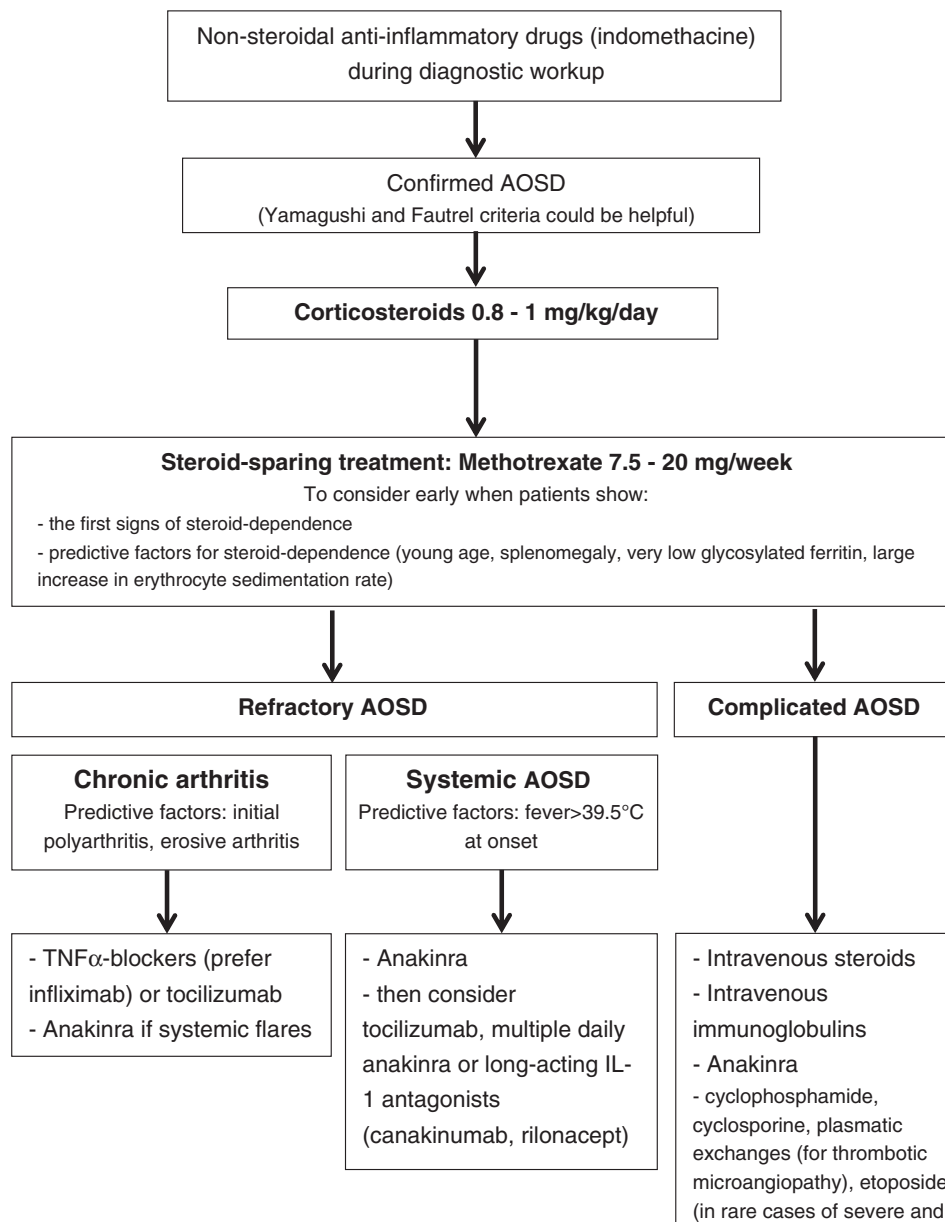 Non-steroidal anti-inflammatory drugs (indomethacine)
during diagnostic workup
Confirmed AOSD
(Yamagushi and Fautrel criteria could be helpful)
Corticosteroids 0.8 - 1 mg/kg/day
Steroid-sparing treatment: Methotrexate 7.5 - 20 mg/week
To consider early when patients show:
- the first signs of steroid-dependence
- predictive factors for steroid-dependence (young age, splenomegaly, very low glycosylated ferritin, large
increase in erythrocyte sedimentation rate)
Refractory AOSD
Chronic arthritis
Predictive factors: initial
polyarthritis, erosive arthritis
- TNFα-blockers (prefer
infliximab) or tocilizumab
- Anakinra if systemic flares
Systemic AOSD
Predictive factors: fever>39.5°C
at onset
- Anakinra
- then consider
tocilizumab, multiple daily
anakinra or long-acting IL-
1 antagonists
(canakinumab, rilonacept)
Complicated AOSD
- Intravenous steroids
- Intravenous
immunoglobulins
- Anakinra
- cyclophosphamide,
cyclosporine, plasmatic
exchanges (for thrombotic
microangiopathy), etoposide
(in rare cases of severe and